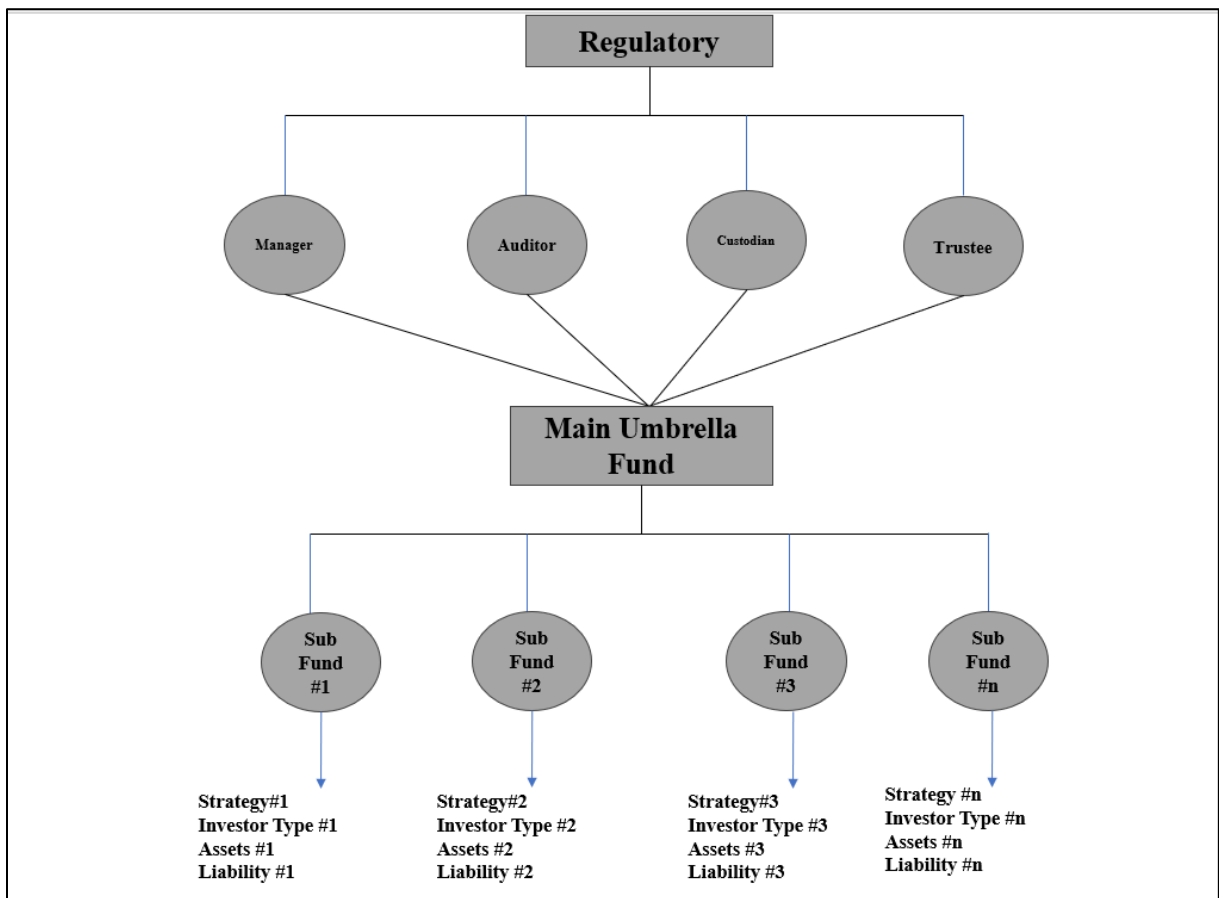 Regulatory
Manager
Auditor
Custodian
Trustee
Main Umbrella
Fund
Sub
Fund
#1
Sub
Fund
#2
Sub
Fund
#3
Sub
Fund
#n
Strategy#1
Investor Type #1
Assets #1
Liability #1
Strategy#2
Investor Type #2
Assets #2
Liability #2
Strategy#3
Investor Type #3
Assets #3
Liability #3
Strategy #n
Investor Type #n
Assets #n
Liability #n